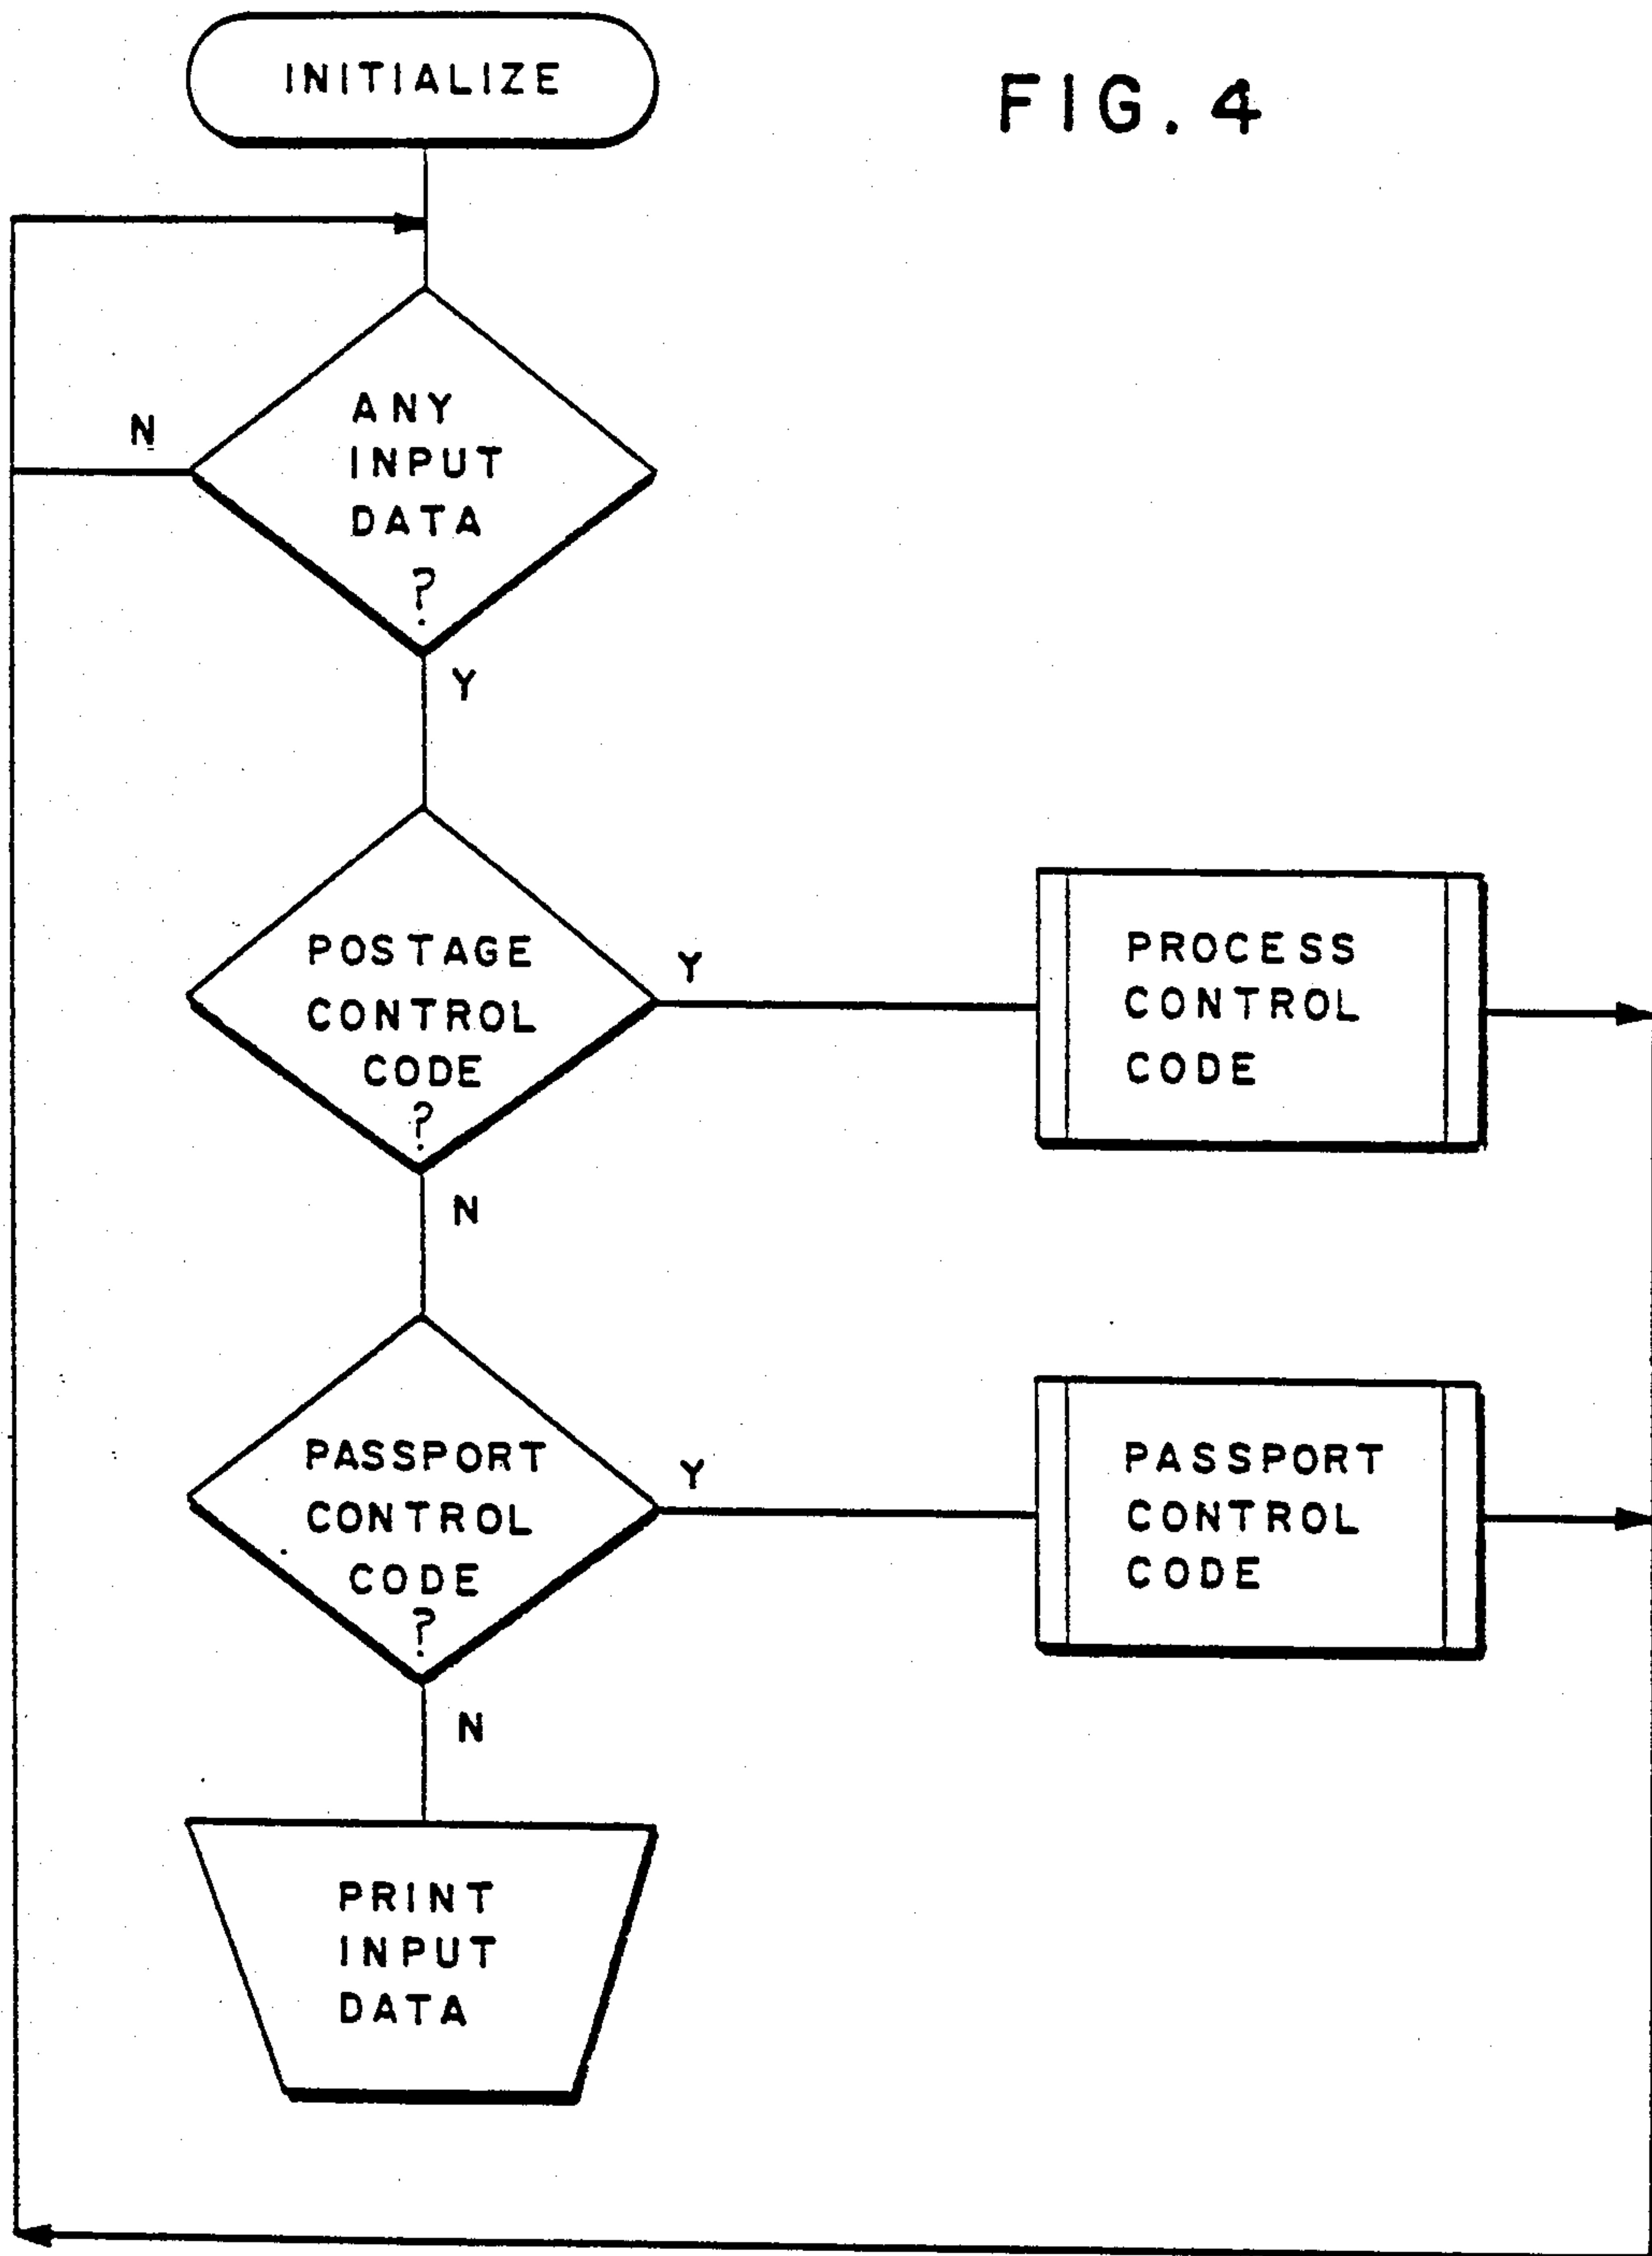 INITIALIZE
FIG. 4
ANY
INPUT
DATA
?
N
Y
POSTAGE
CONTROL
CODE
?
Y
N
PROCESS
CONTROL
CODE
PASSPORT
CONTROL
CODE
?
Y
N
PASSPORT
CONTROL
CODE
PRINT
INPUT
DATA